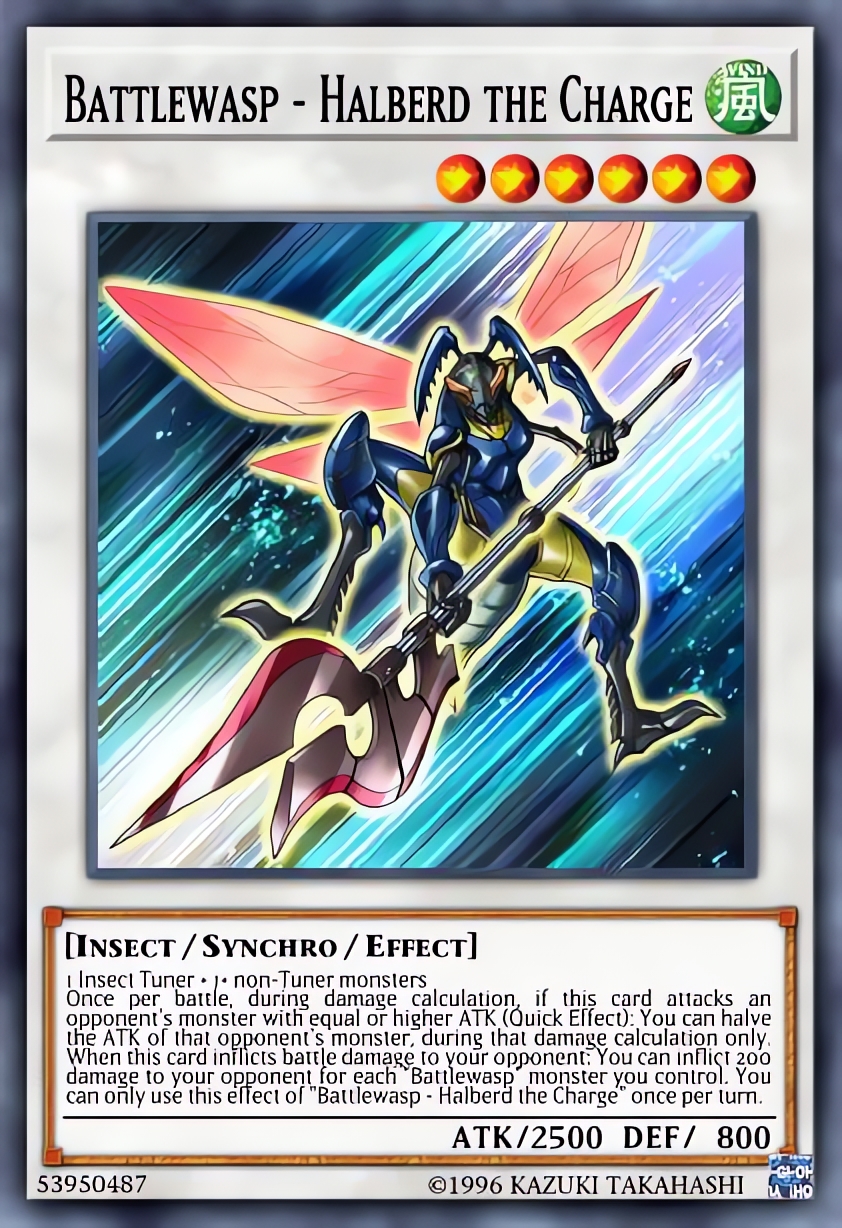 Battlewasp - Halberd the Charge 風
[Insect / Synchro / Effect]
1 Insect Tuner + 1+ non-Tuner monsters
Once per battle, during damage calculation, if this card attacks an
opponent's monster with equal or higher ATK (Quick Effect): You can halve
the ATK of that opponent's monster, during that damage calculation only.
When this card inflicts battle damage to your opponent: You can inflict 200
damage to your opponent for each "Battlewasp" monster you control. You
can only use this effect of "Battlewasp - Halberd the Charge" once per turn.
ATK/2500 DEF/ 800
53950487
©1996 KAZUKI TAKAHASHI